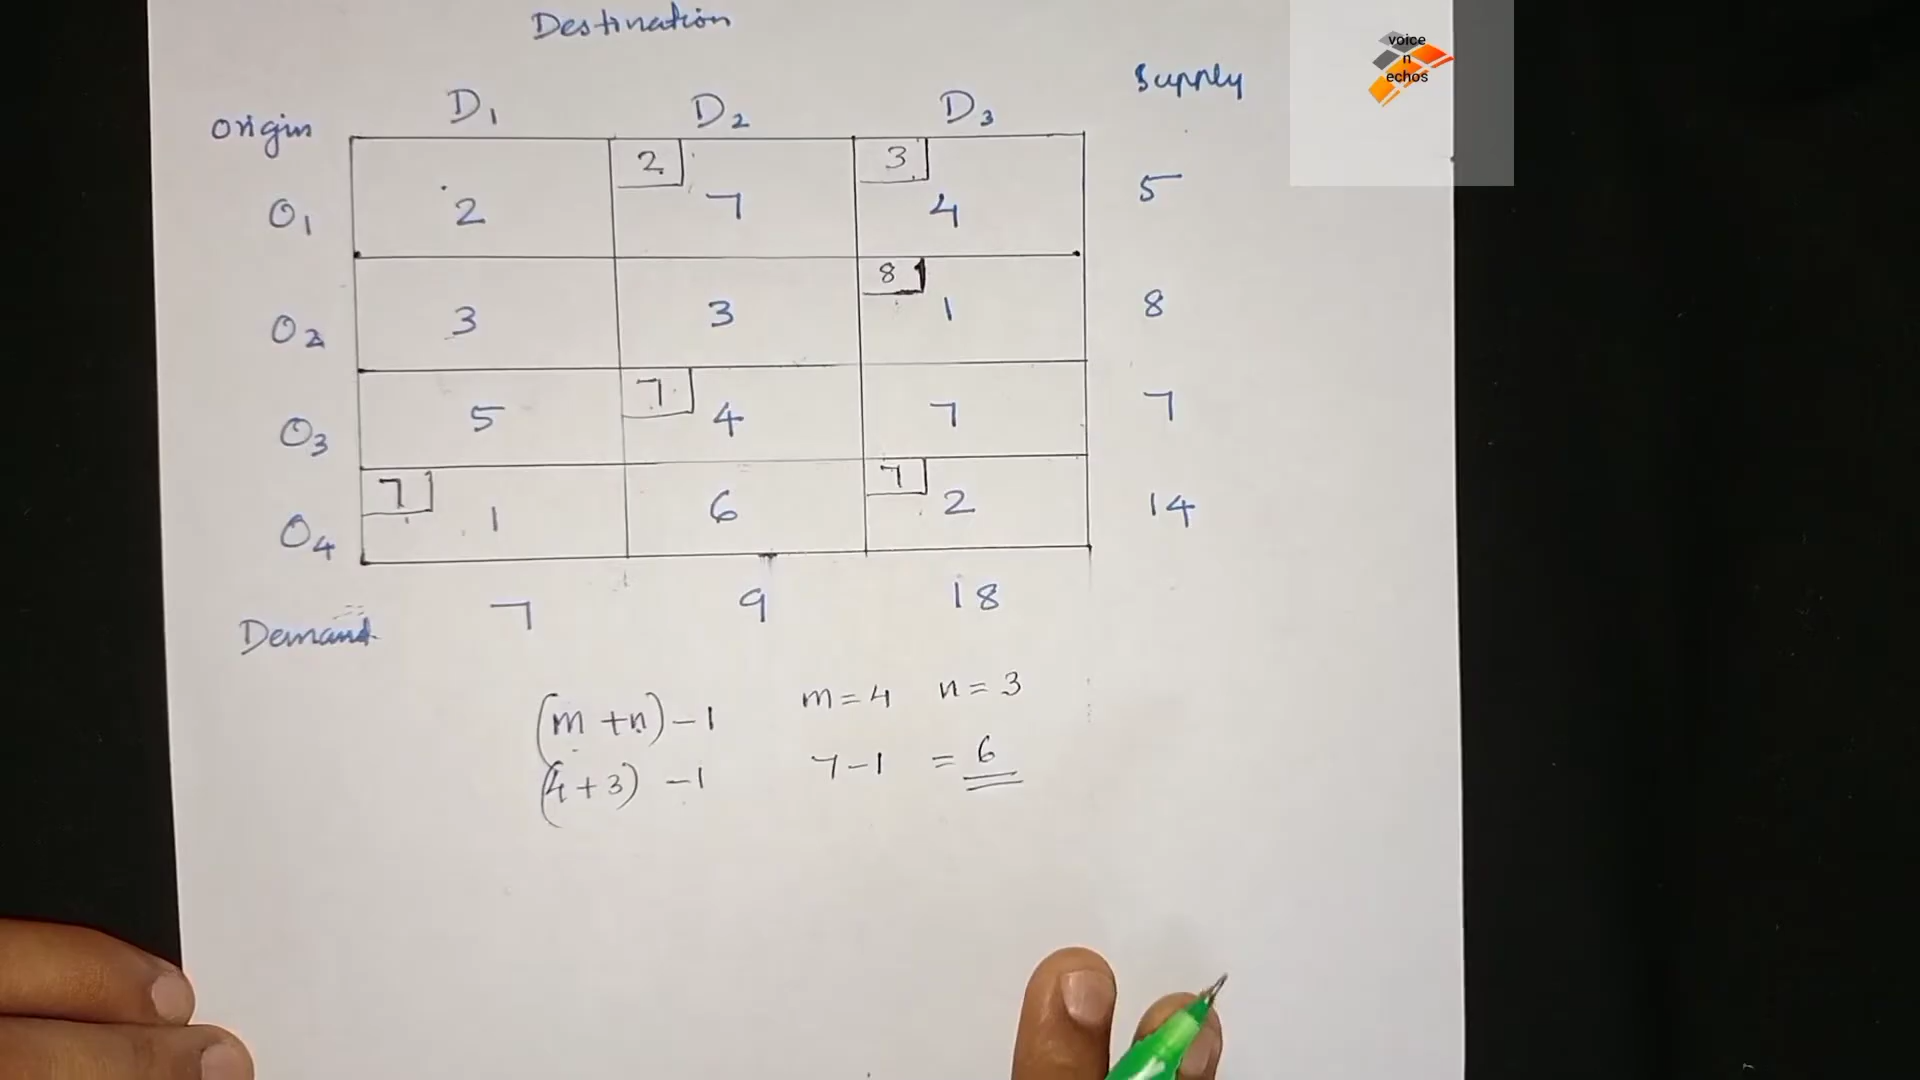 Destination
voice
n
echos
Origin D1 D2 D3 Supply
2 3
O1 2 7 4 5
8
O2 3 3 1 8
7
O3 5 4 7 7
7 7
O4 1 6 2 14
Demand 7 9 18
(m+n)-1 m=4 n=3
(4+3) -1 7-1 = 6